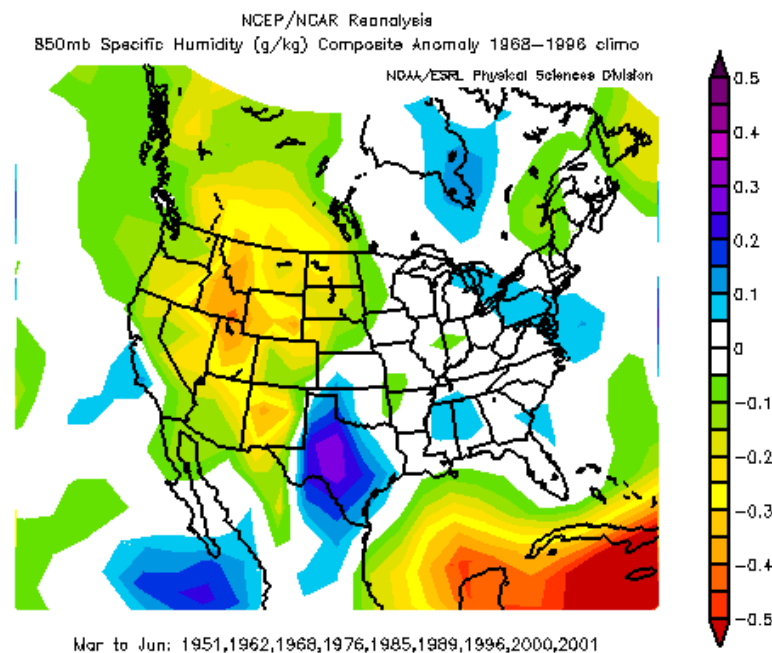 NCEP/NCAR Reanalysis
850mb Specific Humidity (g/kg) Composite Anomaly 1968–1996 climo
NOAA/ESRL Physical Sciences Division
0.5
0.4
0.3
0.2
0.1
0
-0.1
-0.2
-0.3
-0.4
-0.5
Mar to Jun: 1951,1962,1968,1976,1985,1989,1996,2000,2001